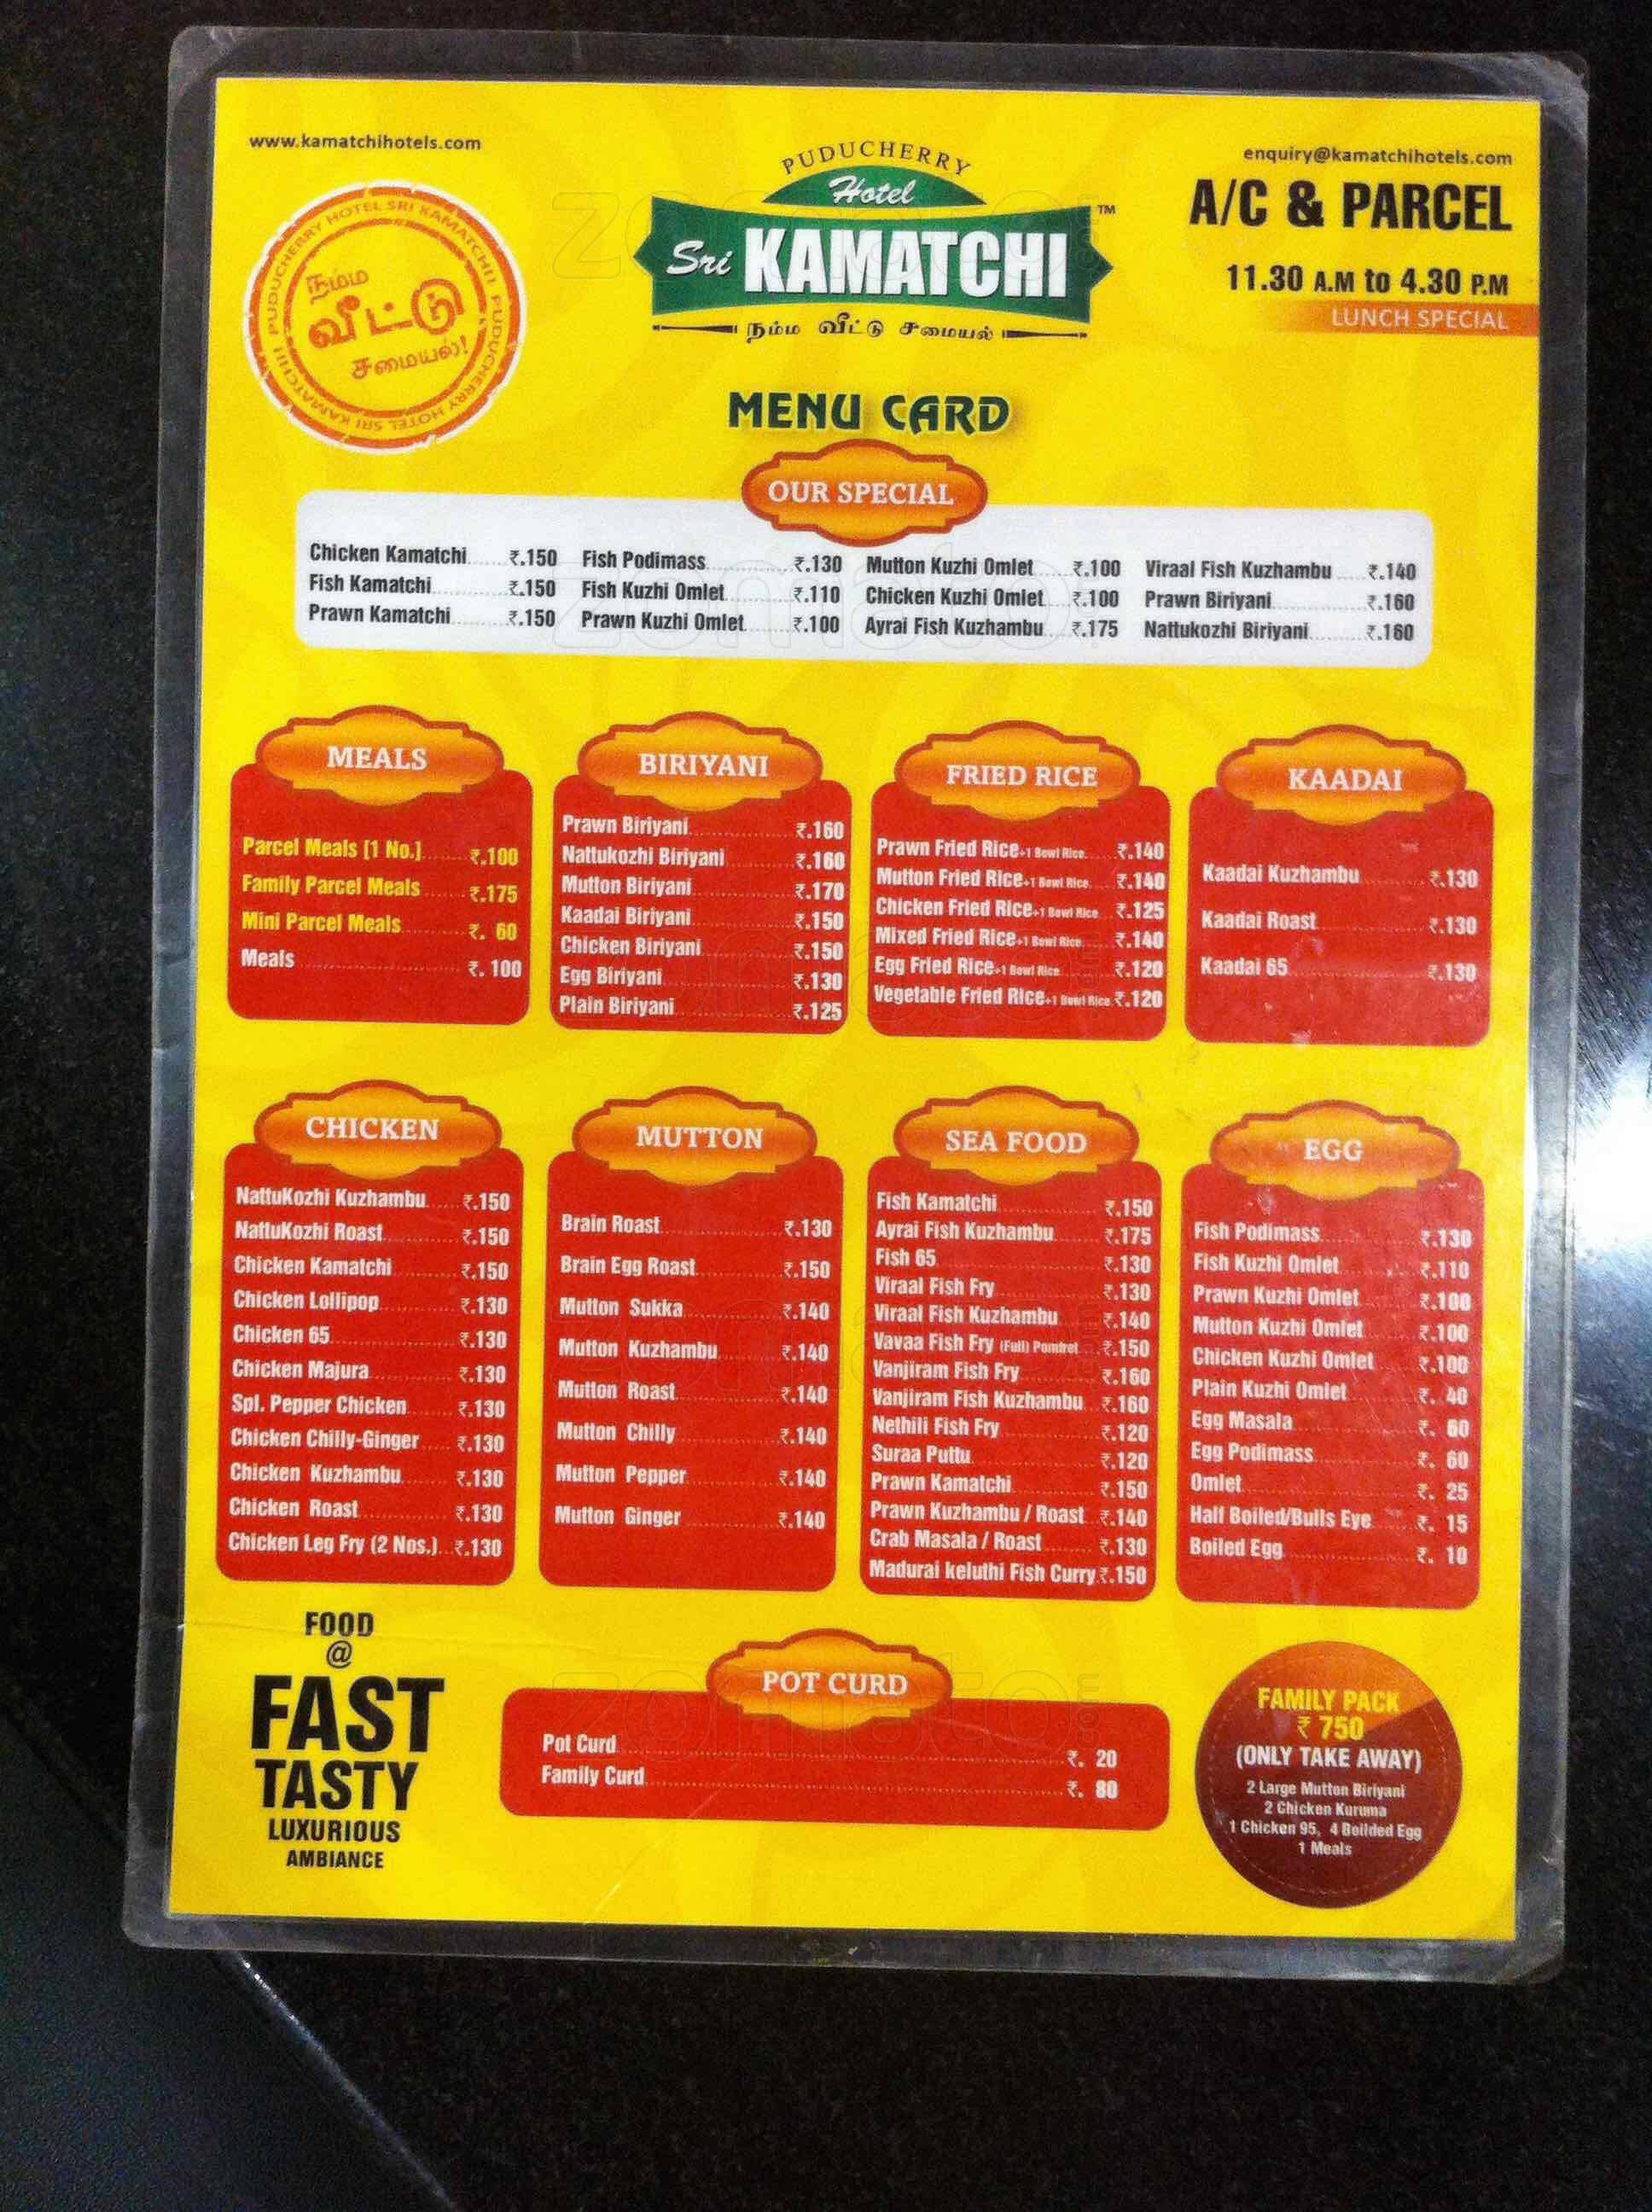 www.kamatchihotels.com
enquiry@kamatchihotels.com
PUDUCHERRY
Hotel
Sri KAMATCHI TM
நம்ம வீட்டு சமையல்
A/C & PARCEL
11.30 A.M to 4.30 P.M
LUNCH SPECIAL
PUDUCHERRY HOTEL SRI KAMATCHI! PUDUCHERRY HOTEL SRI KAMATCHI!
நம்ம
வீட்டு
சமையல்!
MENU CARD
OUR SPECIAL
Chicken Kamatchi ₹.150
Fish Kamatchi ₹.150
Prawn Kamatchi ₹.150
Fish Podimass ₹.130
Fish Kuzhi Omlet ₹.110
Prawn Kuzhi Omlet ₹.100
Mutton Kuzhi Omlet ₹.100
Chicken Kuzhi Omlet ₹.100
Ayrai Fish Kuzhambu ₹.175
Viraal Fish Kuzhambu ₹.140
Prawn Biriyani ₹.160
Nattukozhi Biriyani ₹.160
MEALS
Parcel Meals [1 No.] ₹.100
Family Parcel Meals ₹.175
Mini Parcel Meals ₹. 60
Meals ₹. 100
BIRIYANI
Prawn Biriyani ₹.160
Nattukozhi Biriyani ₹.160
Mutton Biriyani ₹.170
Kaadai Biriyani ₹.150
Chicken Biriyani ₹.150
Egg Biriyani ₹.130
Plain Biriyani ₹.125
FRIED RICE
Prawn Fried Rice+1 Bowl Rice ₹.140
Mutton Fried Rice+1 Bowl Rice ₹.140
Chicken Fried Rice+1 Bowl Rice ₹.125
Mixed Fried Rice+1 Bowl Rice ₹.140
Egg Fried Rice+1 Bowl Rice ₹.120
Vegetable Fried Rice+1 Bowl Rice ₹.120
KAADAI
Kaadai Kuzhambu ₹.130
Kaadai Roast ₹.130
Kaadai 65 ₹.130
CHICKEN
NattuKozhi Kuzhambu ₹.150
NattuKozhi Roast ₹.150
Chicken Kamatchi ₹.150
Chicken Lollipop ₹.130
Chicken 65 ₹.130
Chicken Majura ₹.130
Spl. Pepper Chicken ₹.130
Chicken Chilly-Ginger ₹.130
Chicken Kuzhambu ₹.130
Chicken Roast ₹.130
Chicken Leg Fry (2 Nos.) ₹.130
MUTTON
Brain Roast ₹.130
Brain Egg Roast ₹.150
Mutton Sukka ₹.140
Mutton Kuzhambu ₹.140
Mutton Roast ₹.140
Mutton Chilly ₹.140
Mutton Pepper ₹.140
Mutton Ginger ₹.140
SEA FOOD
Fish Kamatchi ₹.150
Ayrai Fish Kuzhambu ₹.175
Fish 65 ₹.130
Viraal Fish Fry ₹.130
Viraal Fish Kuzhambu ₹.140
Vavaa Fish Fry (Full) Pomfret ₹.150
Vanjiram Fish Fry ₹.160
Vanjiram Fish Kuzhambu ₹.160
Nethili Fish Fry ₹.120
Suraa Puttu ₹.120
Prawn Kamatchi ₹.150
Prawn Kuzhambu / Roast ₹.140
Crab Masala / Roast ₹.130
Madurai keluthi Fish Curry ₹.150
EGG
Fish Podimass ₹.130
Fish Kuzhi Omlet ₹.110
Prawn Kuzhi Omlet ₹.100
Mutton Kuzhi Omlet ₹.100
Chicken Kuzhi Omlet ₹.100
Plain Kuzhi Omlet ₹. 40
Egg Masala ₹. 60
Egg Podimass ₹. 60
Omlet ₹. 25
Half Boiled/Bulls Eye ₹. 15
Boiled Egg ₹. 10
FOOD
@
FAST
TASTY
LUXURIOUS
AMBIANCE
POT CURD
Pot Curd ₹. 20
Family Curd ₹. 80
FAMILY PACK
₹ 750
(ONLY TAKE AWAY)
2 Large Mutton Biriyani
2 Chicken Kuruma
1 Chicken 95, 4 Boilded Egg
1 Meals
zomato.com
zomato.com
zomato.com
zomato.com